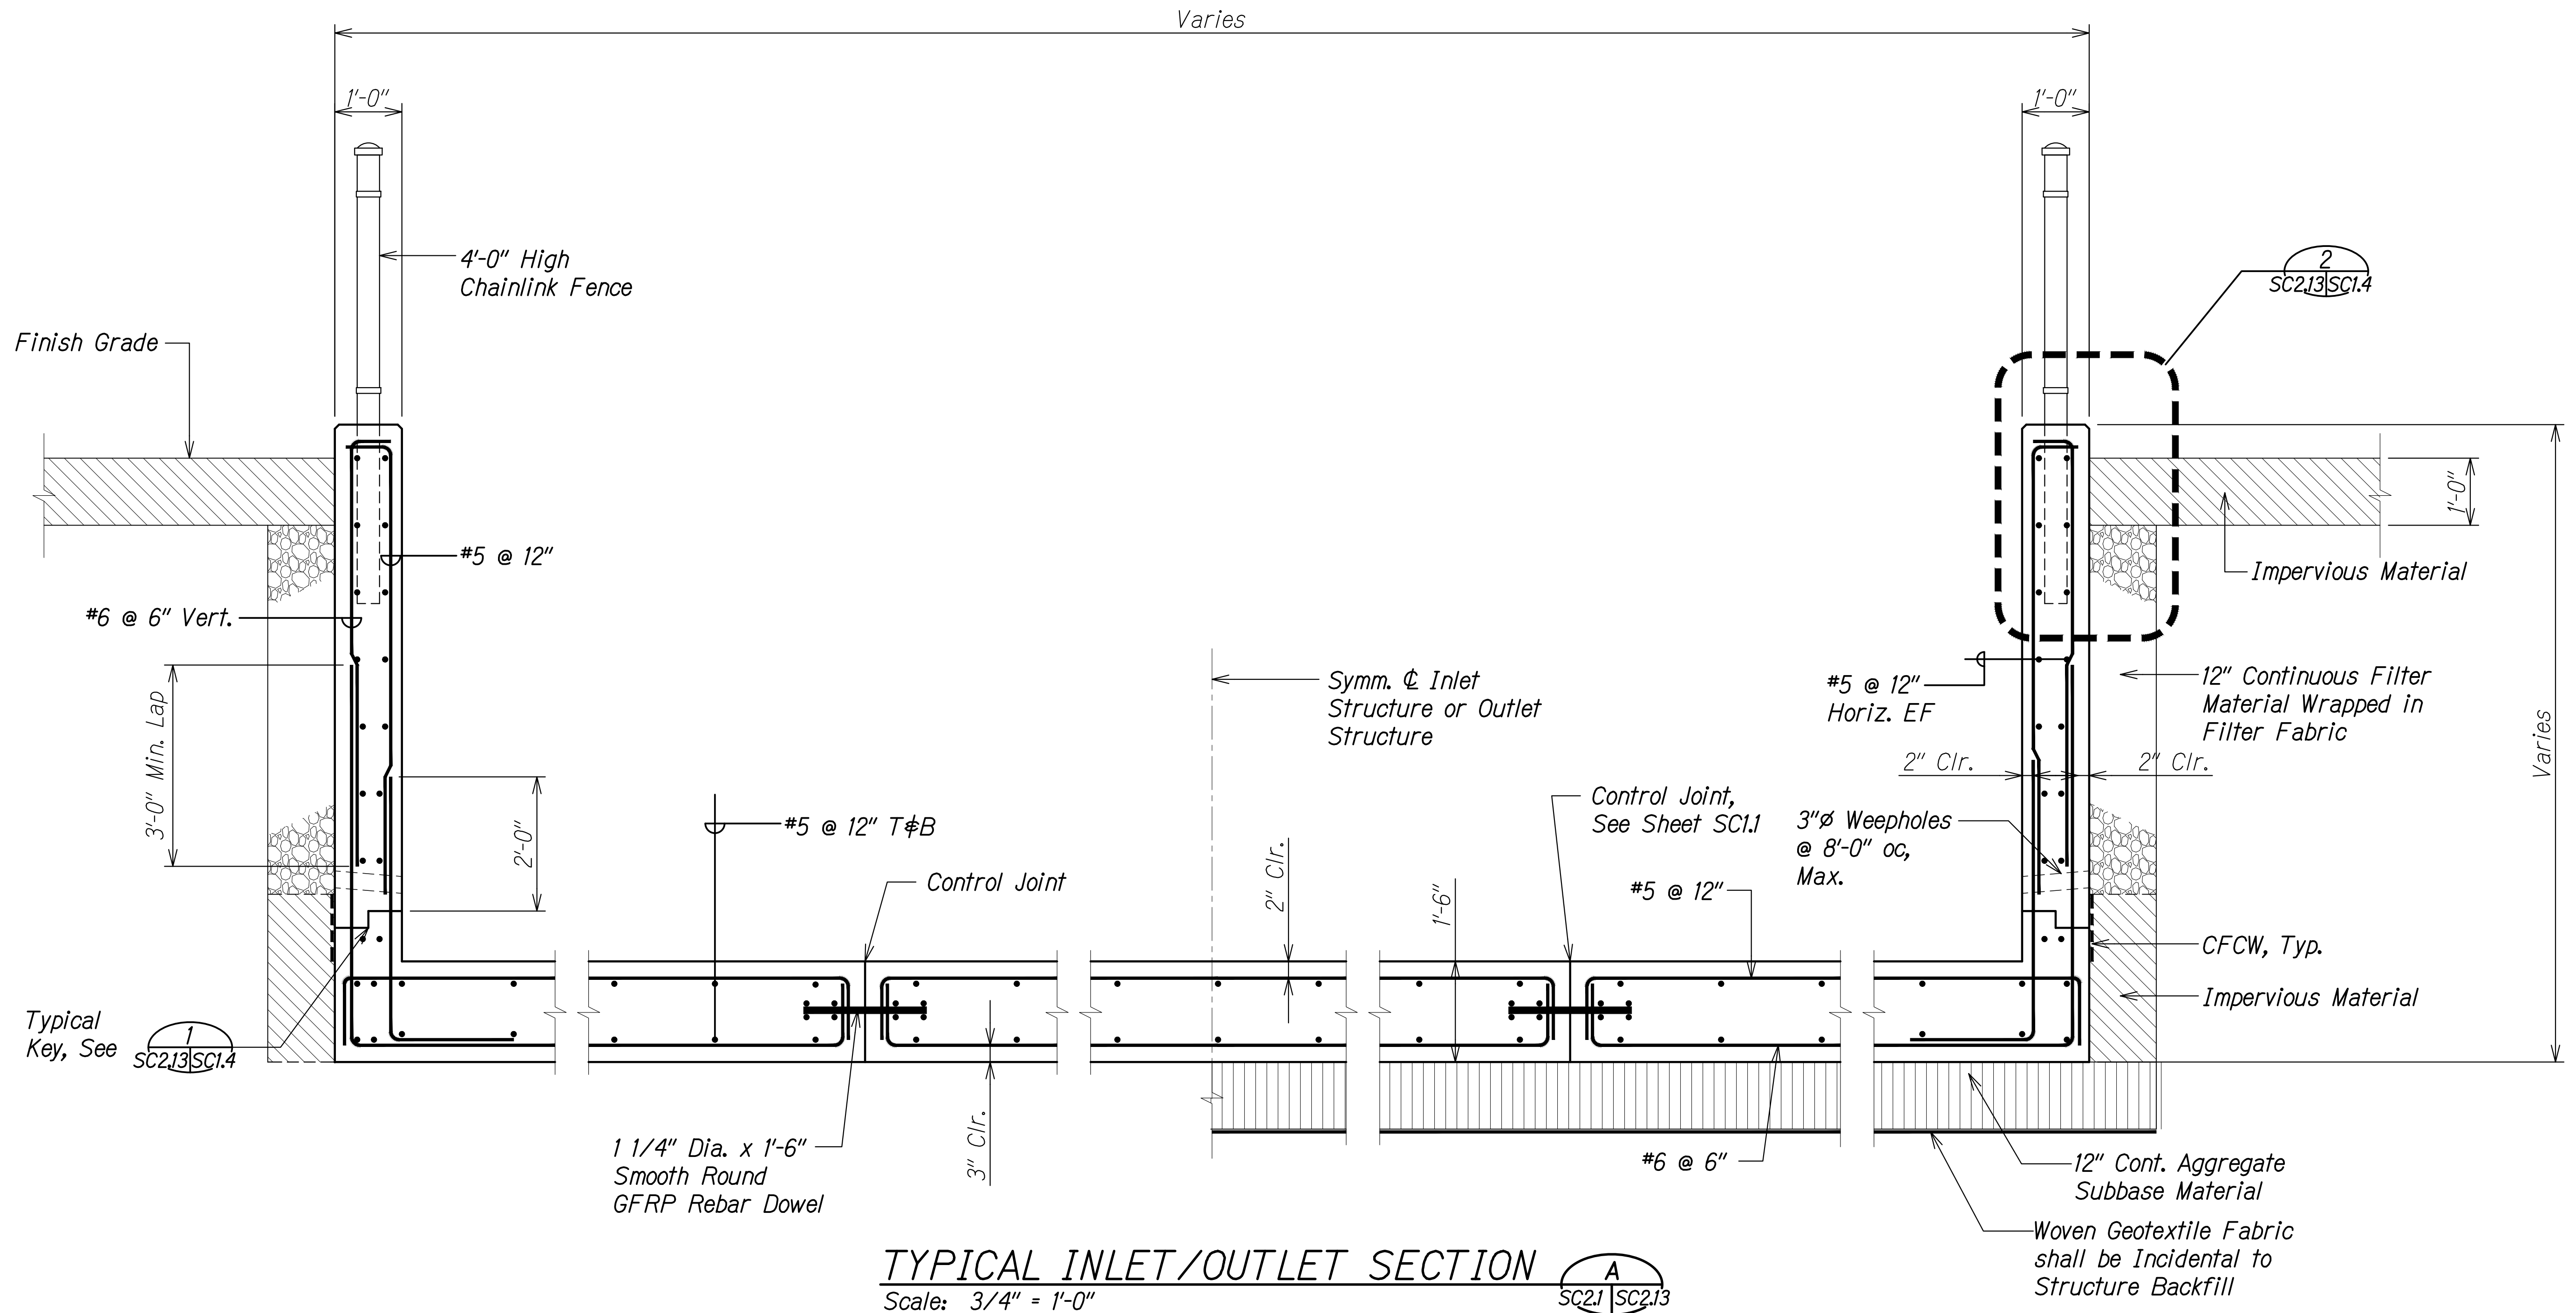 Varies
1'-0"
1'-0"
4'-0" High
Chainlink Fence
2
SC2.13 SC1.4
Finish Grade
1'-0"
#5 @ 12"
Impervious Material
#6 @ 6" Vert.
3'-0" Min. Lap
Symm. ℄ Inlet
Structure or Outlet
Structure
#5 @ 12"
Horiz. EF
12" Continuous Filter
Material Wrapped in
Filter Fabric
Varies
2" Clr.
2" Clr.
2'-0"
#5 @ 12" T&B
Control Joint,
See Sheet SC1.1
3"Ø Weepholes
@ 8'-0" oc,
Max.
Control Joint
2" Clr.
1'-6"
#5 @ 12"
CFCW, Typ.
Impervious Material
Typical
Key, See
1
SC2.13 SC1.4
3" Clr.
1 1/4" Dia. x 1'-6"
Smooth Round
GFRP Rebar Dowel
#6 @ 6"
12" Cont. Aggregate
Subbase Material
Woven Geotextile Fabric
shall be Incidental to
Structure Backfill
TYPICAL INLET/OUTLET SECTION
A
SC2.1 SC2.13
Scale: 3/4" = 1'-0"